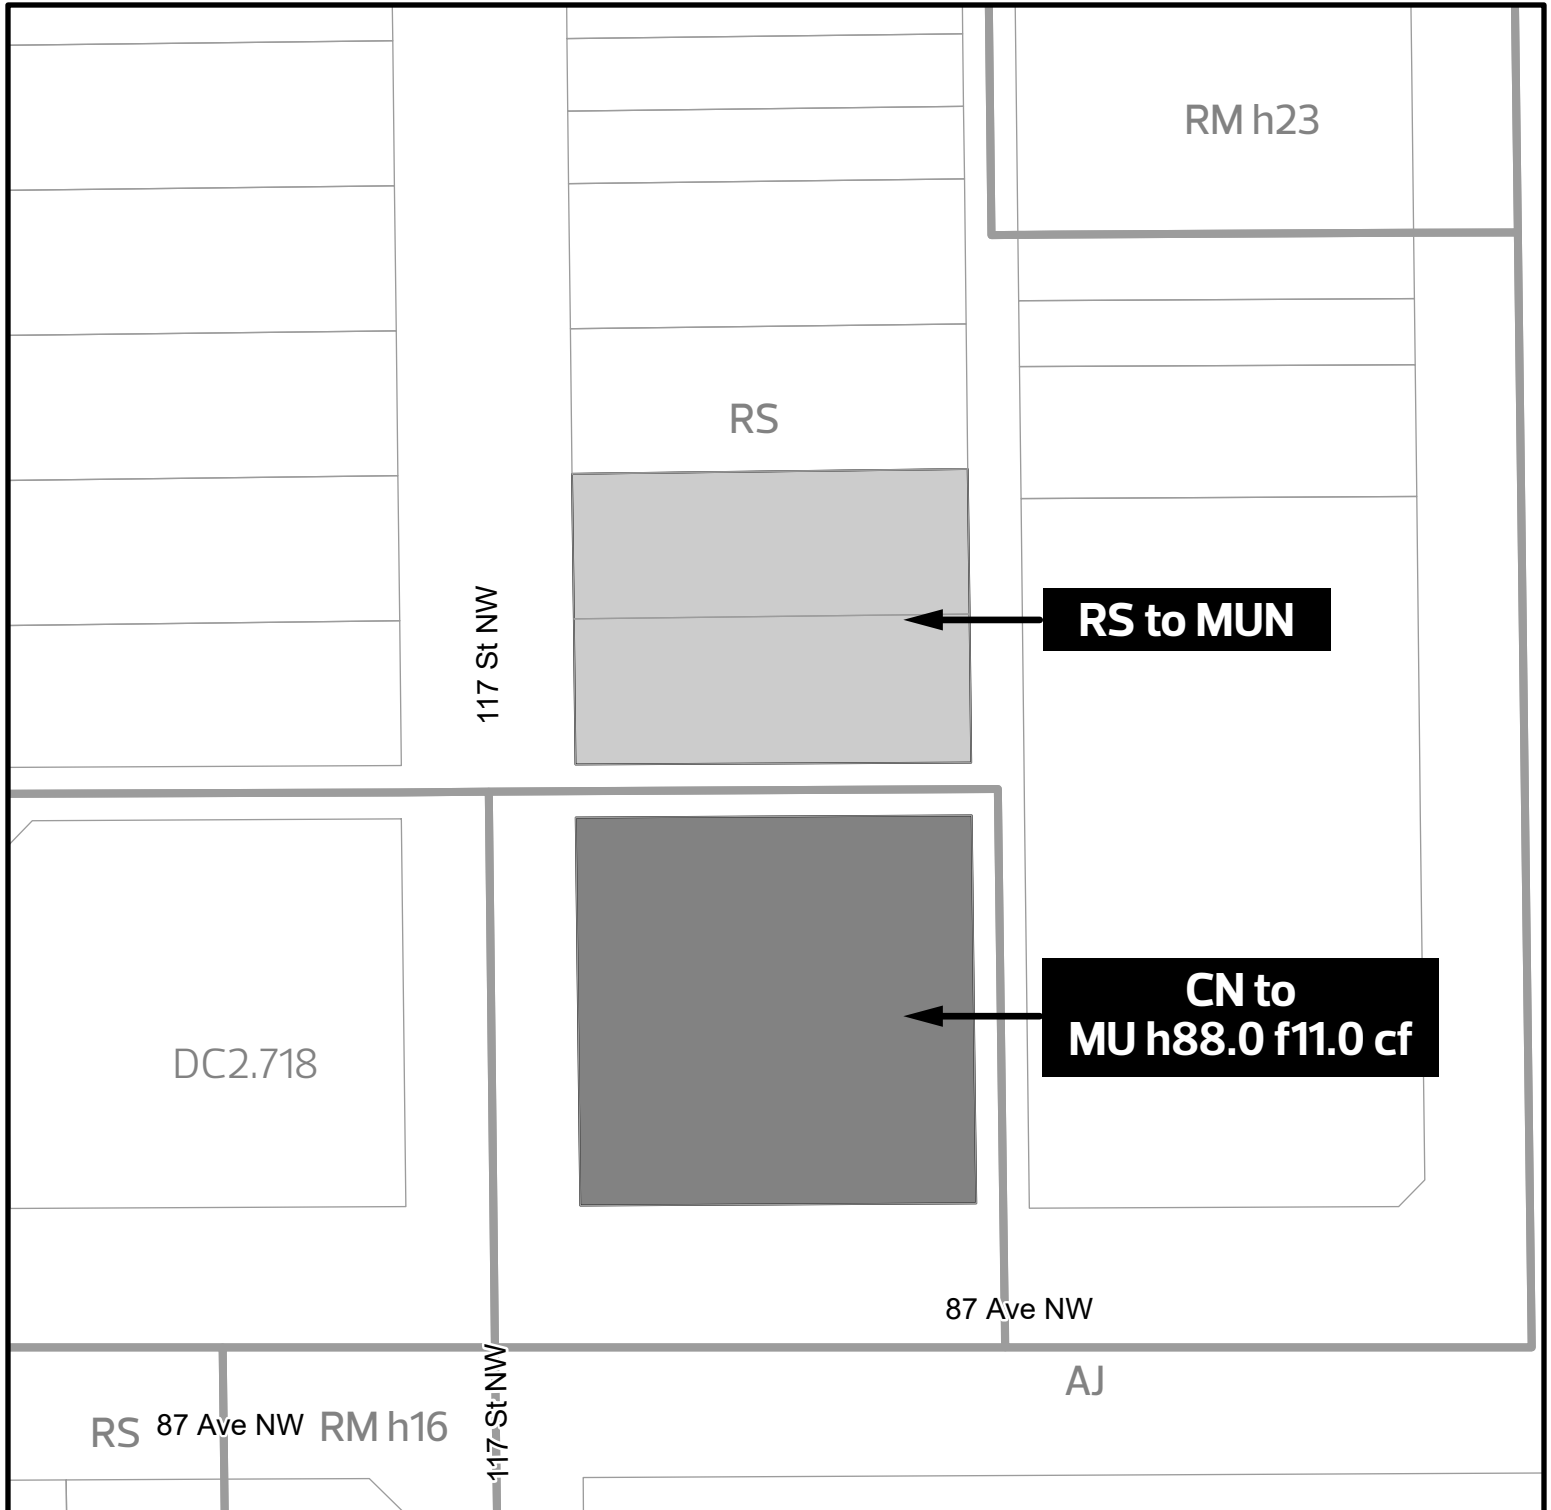 RM h23
RS
117 St NW
RS to MUN
CN to
MU h88.0 f11.0 cf
DC2.718
87 Ave NW
117 St NW
AJ
RS
87 Ave NW
RM h16